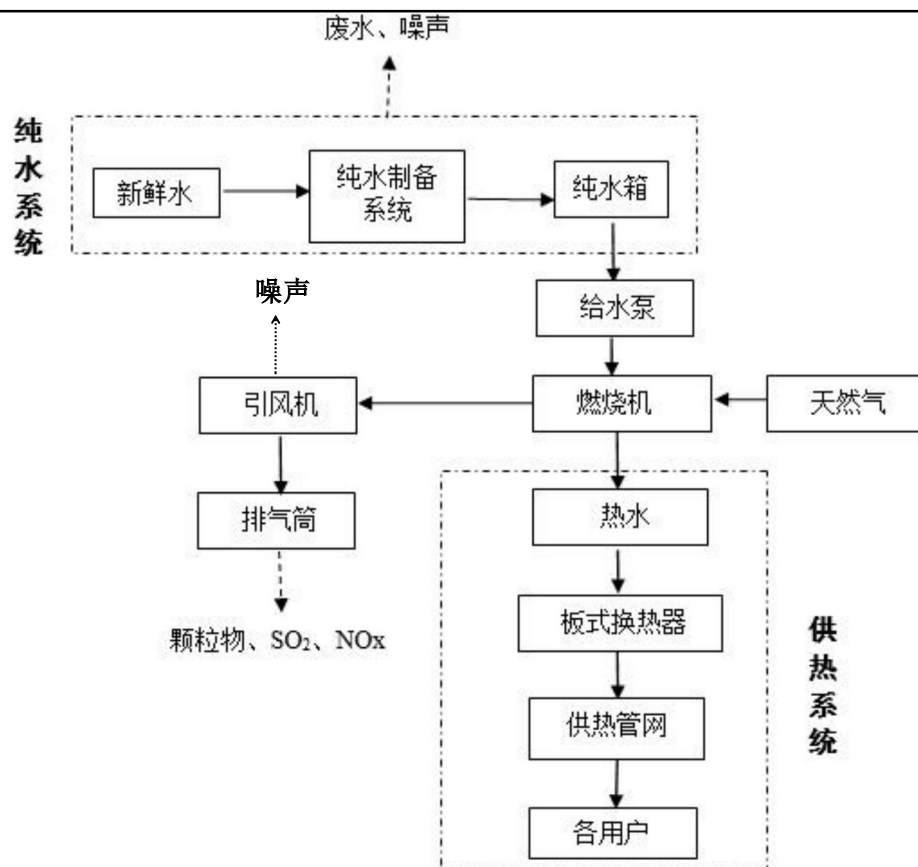 废水、噪声
纯水系统
新鲜水
纯水制备
系统
纯水箱
噪声
给水泵
引风机
燃烧机
天然气
排气筒
热水
颗粒物、SO₂、NOx
板式换热器
供热系统
供热管网
各用户